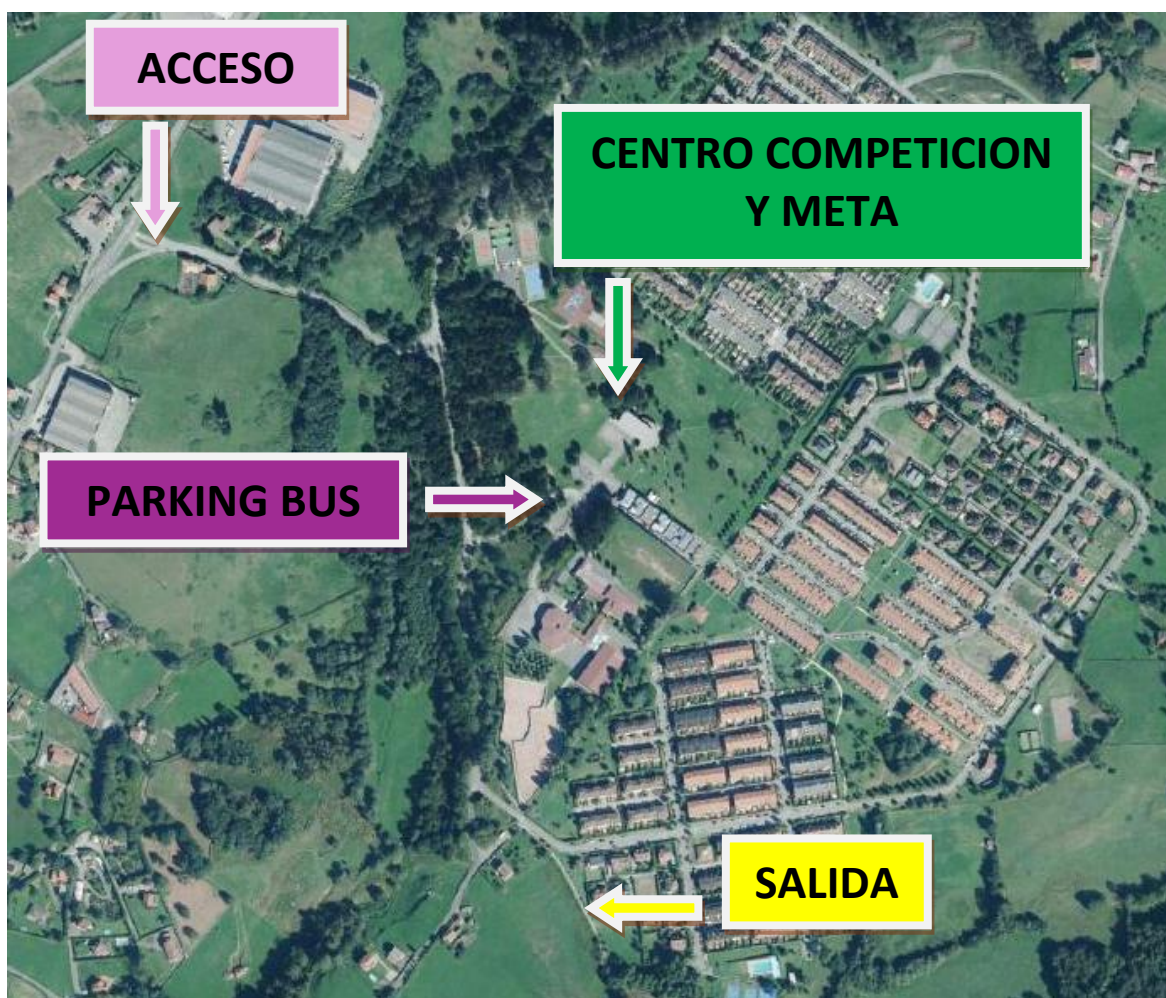 ACCESO
CENTRO COMPETICION
Y META
PARKING BUS
SALIDA